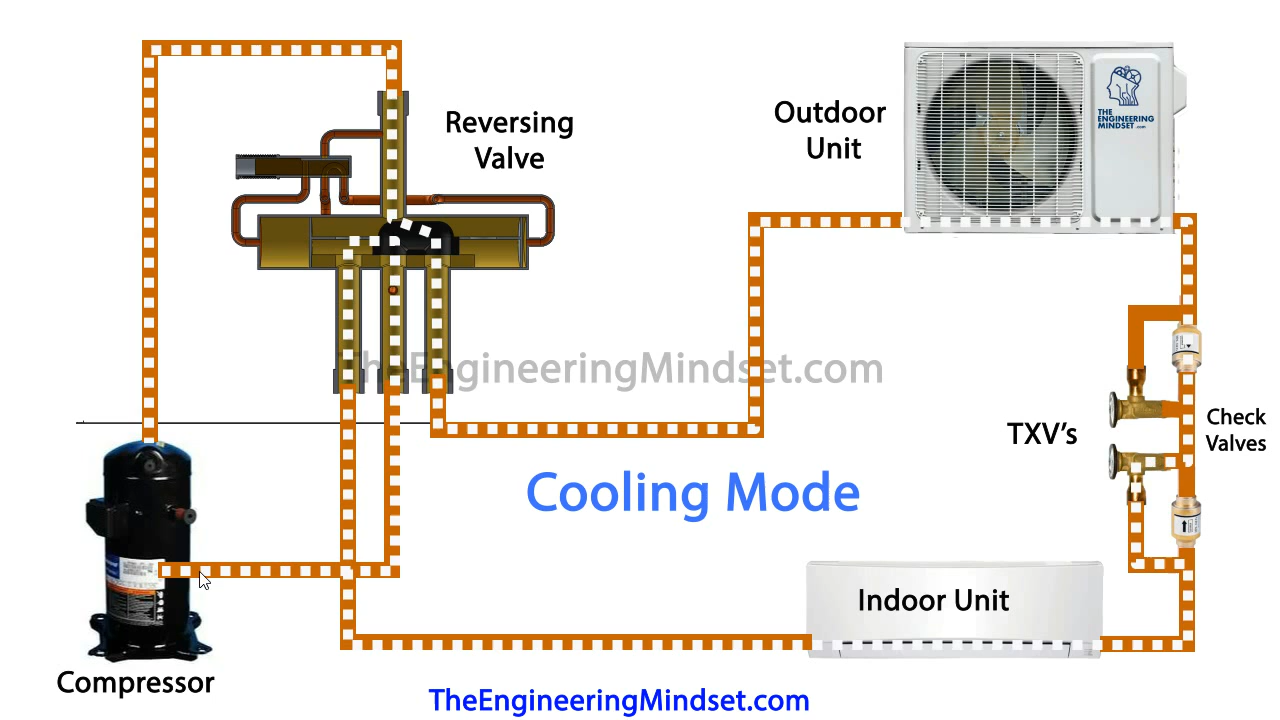 Reversing
Valve
Outdoor
Unit
THE
ENGINEERING
MINDSET.com
TheEngineeringMindset.com
TXV's
Check
Valves
Cooling Mode
Indoor Unit
Compressor
TheEngineeringMindset.com